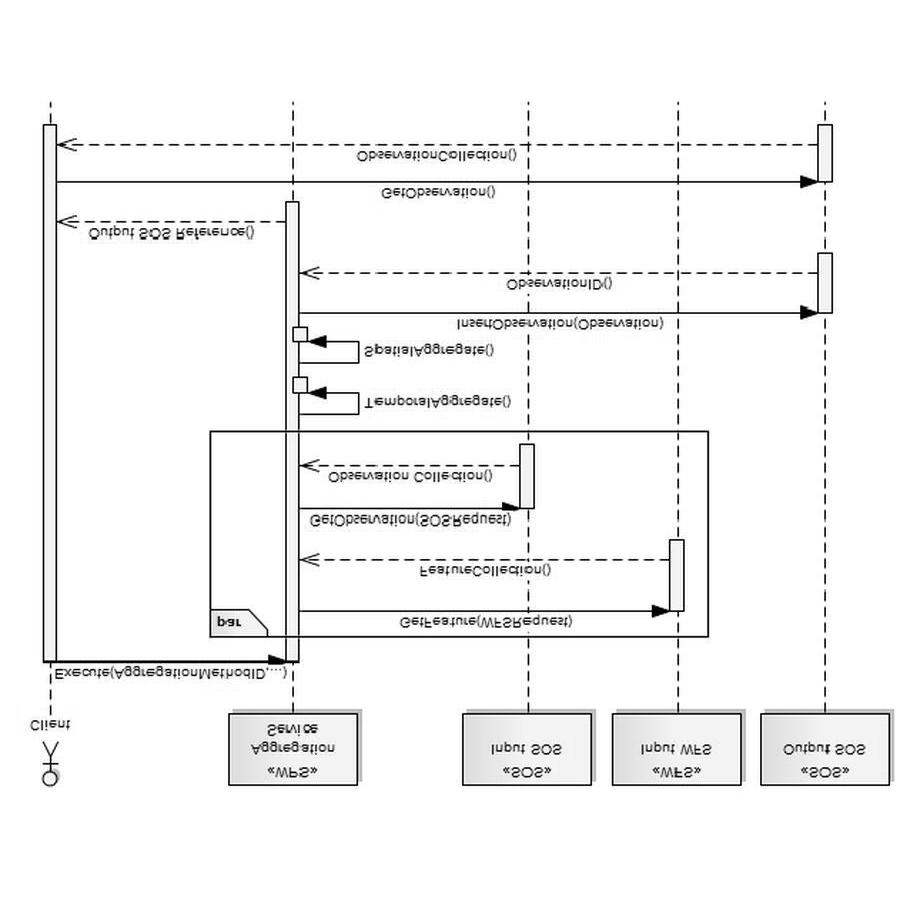 «WPS»
Aggregation
Service
«SOS»
Input SOS
«WFS»
Input WFS
«SOS»
Output SOS
Client
Execute(AggregationMethodID,...)
par
GetFeature(WFSRequest)
FeatureCollection()
GetObservation(SOSRequest)
Observation Collection()
TemporalAggregate()
SpatialAggregate()
InsertObservation(Observation)
ObservationID()
Output SOS Reference()
GetObservation()
ObservationCollection()